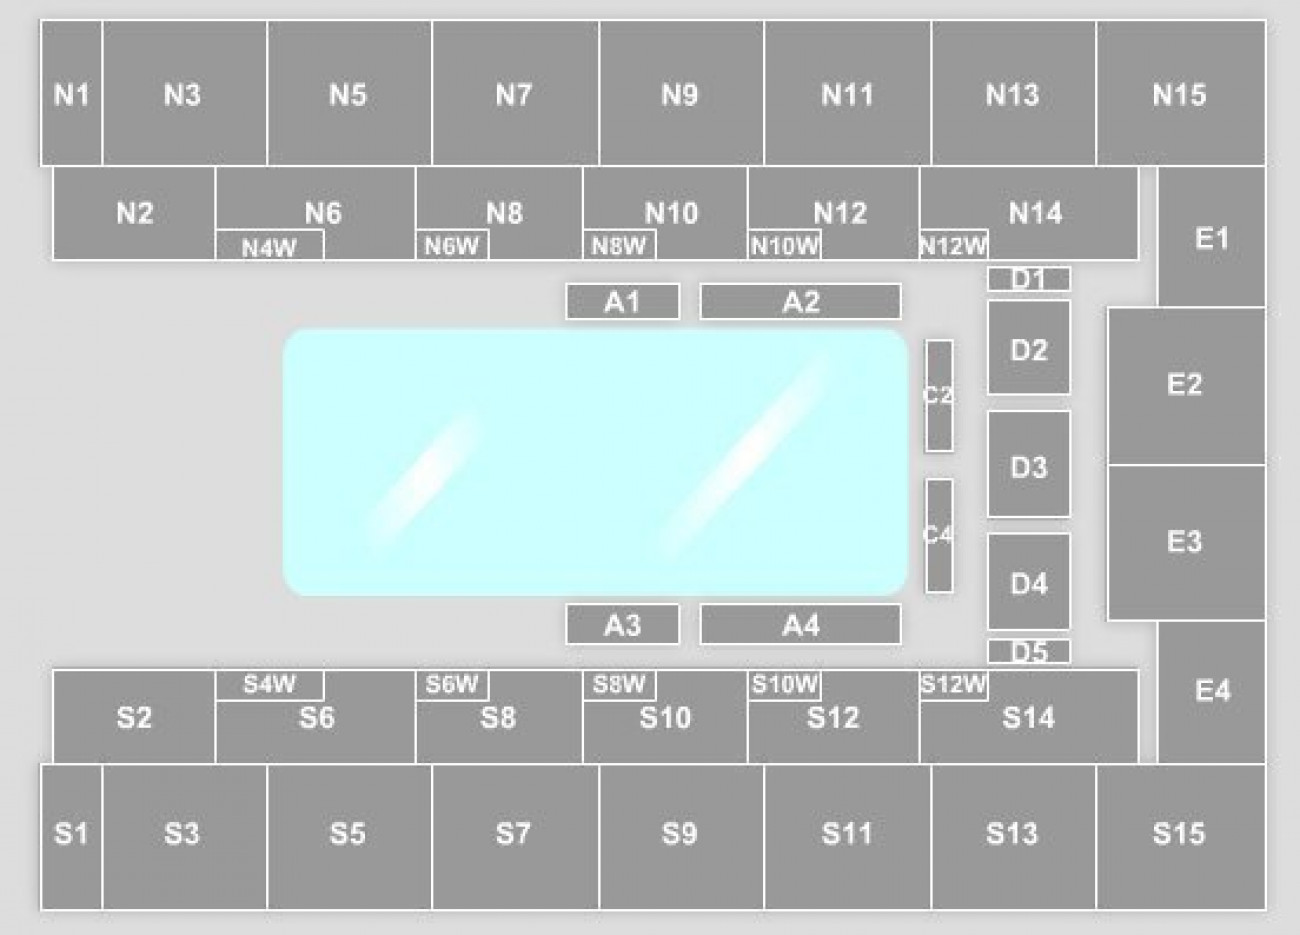 N1 N3 N5 N7 N9 N11 N13 N15
N2 N6 N8 N10 N12 N14
N4W N6W N8W N10W N12W
E1
D1
A1 A2
D2
E2
C2
D3
C4
E3
D4
A3 A4
D5
S4W S6W S8W S10W S12W
E4
S2 S6 S8 S10 S12 S14
S1 S3 S5 S7 S9 S11 S13 S15